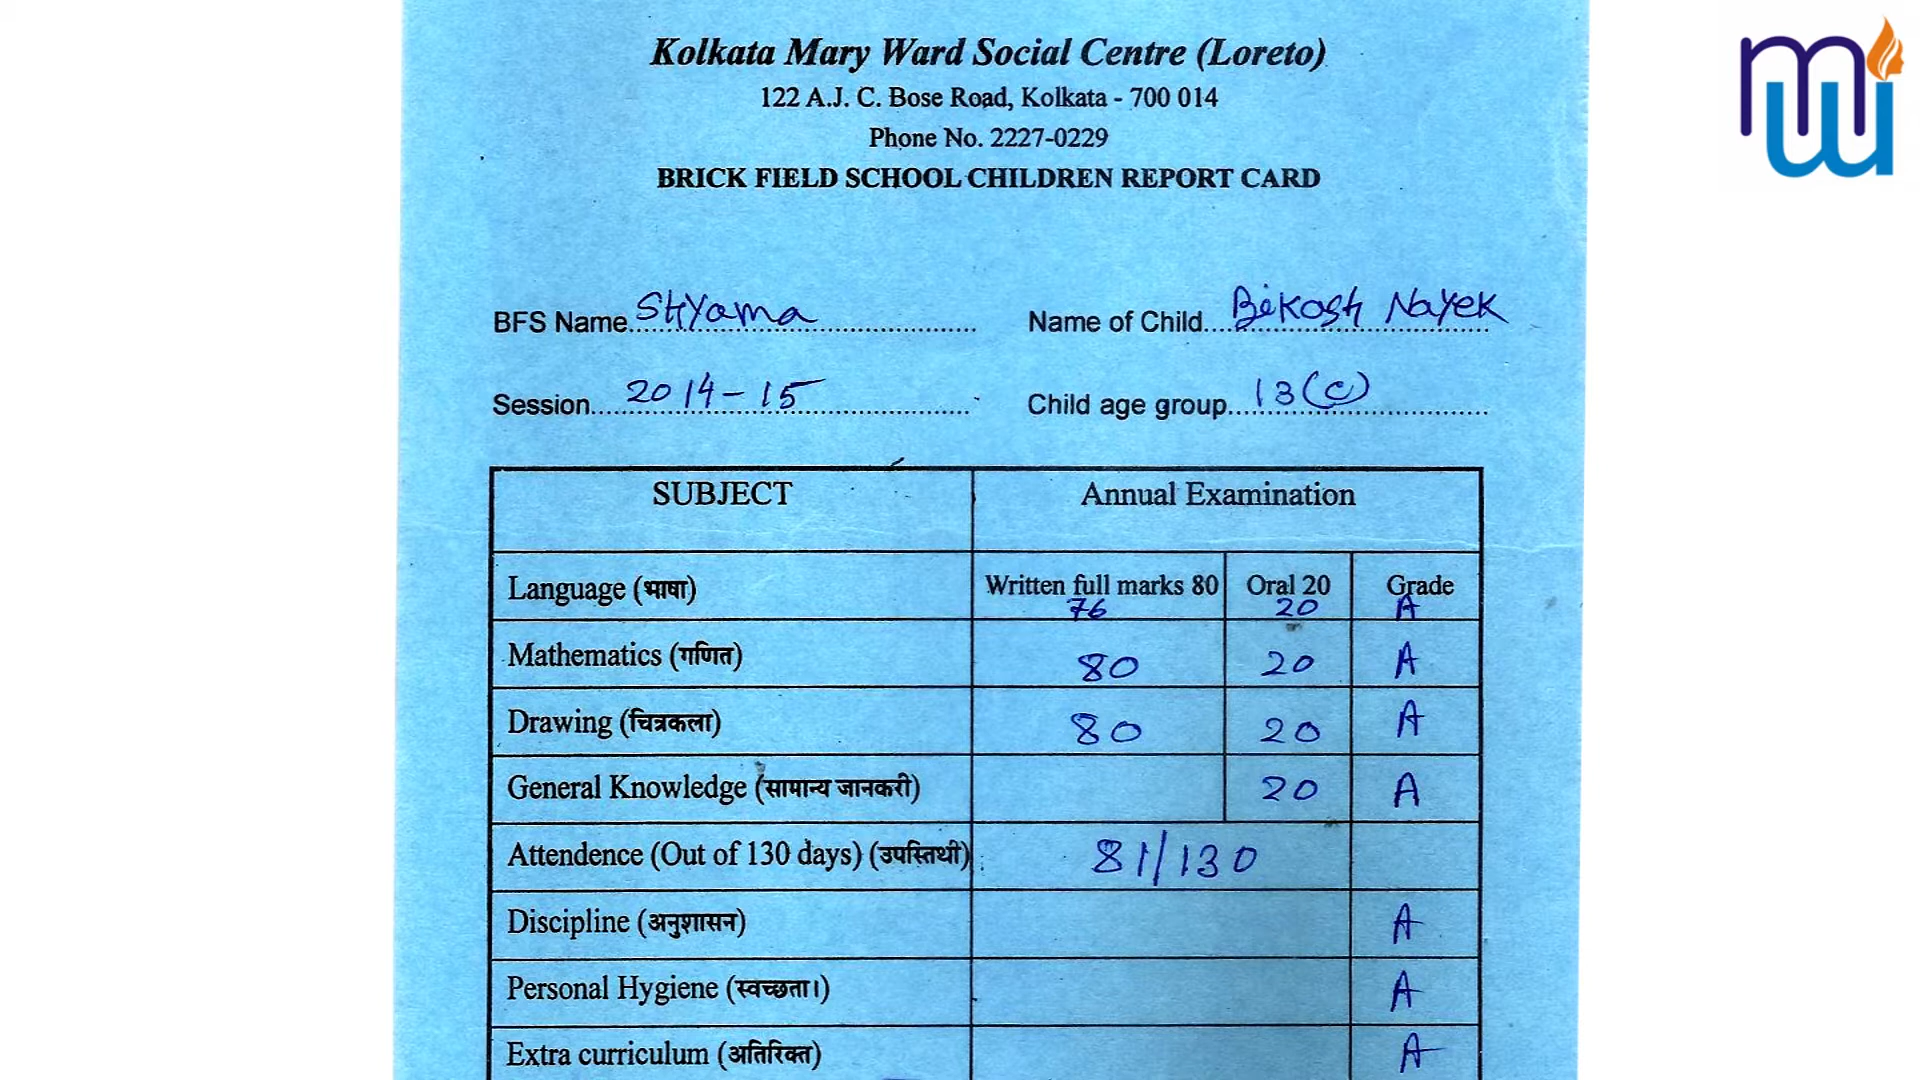 Kolkata Mary Ward Social Centre (Loreto)
122 A.J. C. Bose Road, Kolkata - 700 014
Phone No. 2227-0229
BRICK FIELD SCHOOL CHILDREN REPORT CARD
mw
BFS Name Shyama Name of Child Bikash Nayek
Session 2014-15 Child age group 13(C)
SUBJECT Annual Examination
Language (भाषा) Written full marks 80 Oral 20 Grade
76 20 A
Mathematics (गणित) 80 20 A
Drawing (चित्रकला) 80 20 A
General Knowledge (सामान्य जानकरी) 20 A
Attendence (Out of 130 days) (उपस्तिथी) 81/130
Discipline (अनुशासन) A
Personal Hygiene (स्वच्छता।) A
Extra curriculum (अतिरिक्त) A